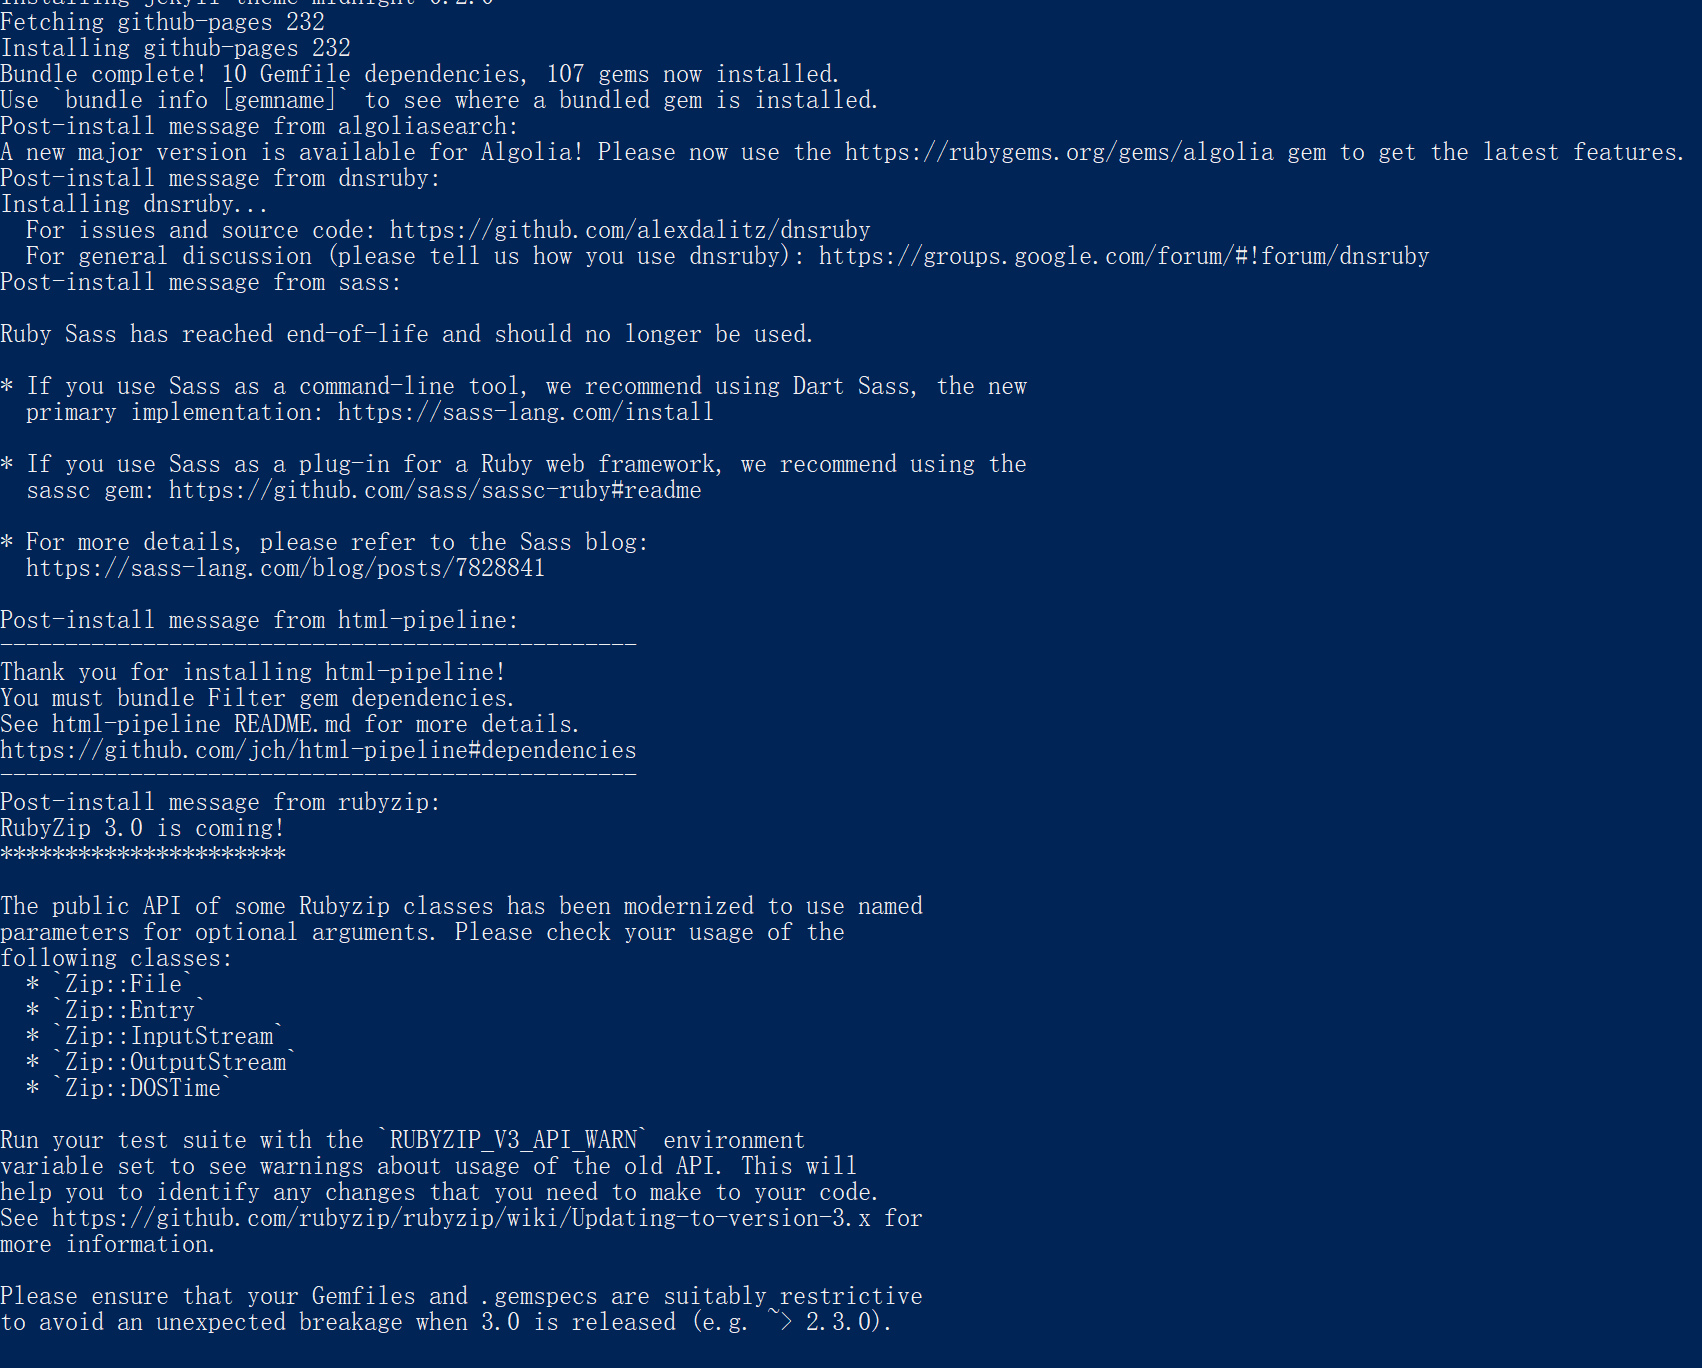 Installing jekyll-theme-midnight 0.2.0
Fetching github-pages 232
Installing github-pages 232
Bundle complete! 10 Gemfile dependencies, 107 gems now installed.
Use `bundle info [gemname]` to see where a bundled gem is installed.
Post-install message from algoliasearch:
A new major version is available for Algolia! Please now use the https://rubygems.org/gems/algolia gem to get the latest features.
Post-install message from dnsruby:
Installing dnsruby...
  For issues and source code: https://github.com/alexdalitz/dnsruby
  For general discussion (please tell us how you use dnsruby): https://groups.google.com/forum/#!forum/dnsruby
Post-install message from sass:

Ruby Sass has reached end-of-life and should no longer be used.

* If you use Sass as a command-line tool, we recommend using Dart Sass, the new
  primary implementation: https://sass-lang.com/install

* If you use Sass as a plug-in for a Ruby web framework, we recommend using the
  sassc gem: https://github.com/sass/sassc-ruby#readme

* For more details, please refer to the Sass blog:
  https://sass-lang.com/blog/posts/7828841

Post-install message from html-pipeline:
-------------------------------------------------
Thank you for installing html-pipeline!
You must bundle Filter gem dependencies.
See html-pipeline README.md for more details.
https://github.com/jch/html-pipeline#dependencies
-------------------------------------------------
Post-install message from rubyzip:
RubyZip 3.0 is coming!
**********************

The public API of some Rubyzip classes has been modernized to use named
parameters for optional arguments. Please check your usage of the
following classes:
  * `Zip::File`
  * `Zip::Entry`
  * `Zip::InputStream`
  * `Zip::OutputStream`
  * `Zip::DOSTime`

Run your test suite with the `RUBYZIP_V3_API_WARN` environment
variable set to see warnings about usage of the old API. This will
help you to identify any changes that you need to make to your code.
See https://github.com/rubyzip/rubyzip/wiki/Updating-to-version-3.x for
more information.

Please ensure that your Gemfiles and .gemspecs are suitably restrictive
to avoid an unexpected breakage when 3.0 is released (e.g. ~> 2.3.0).